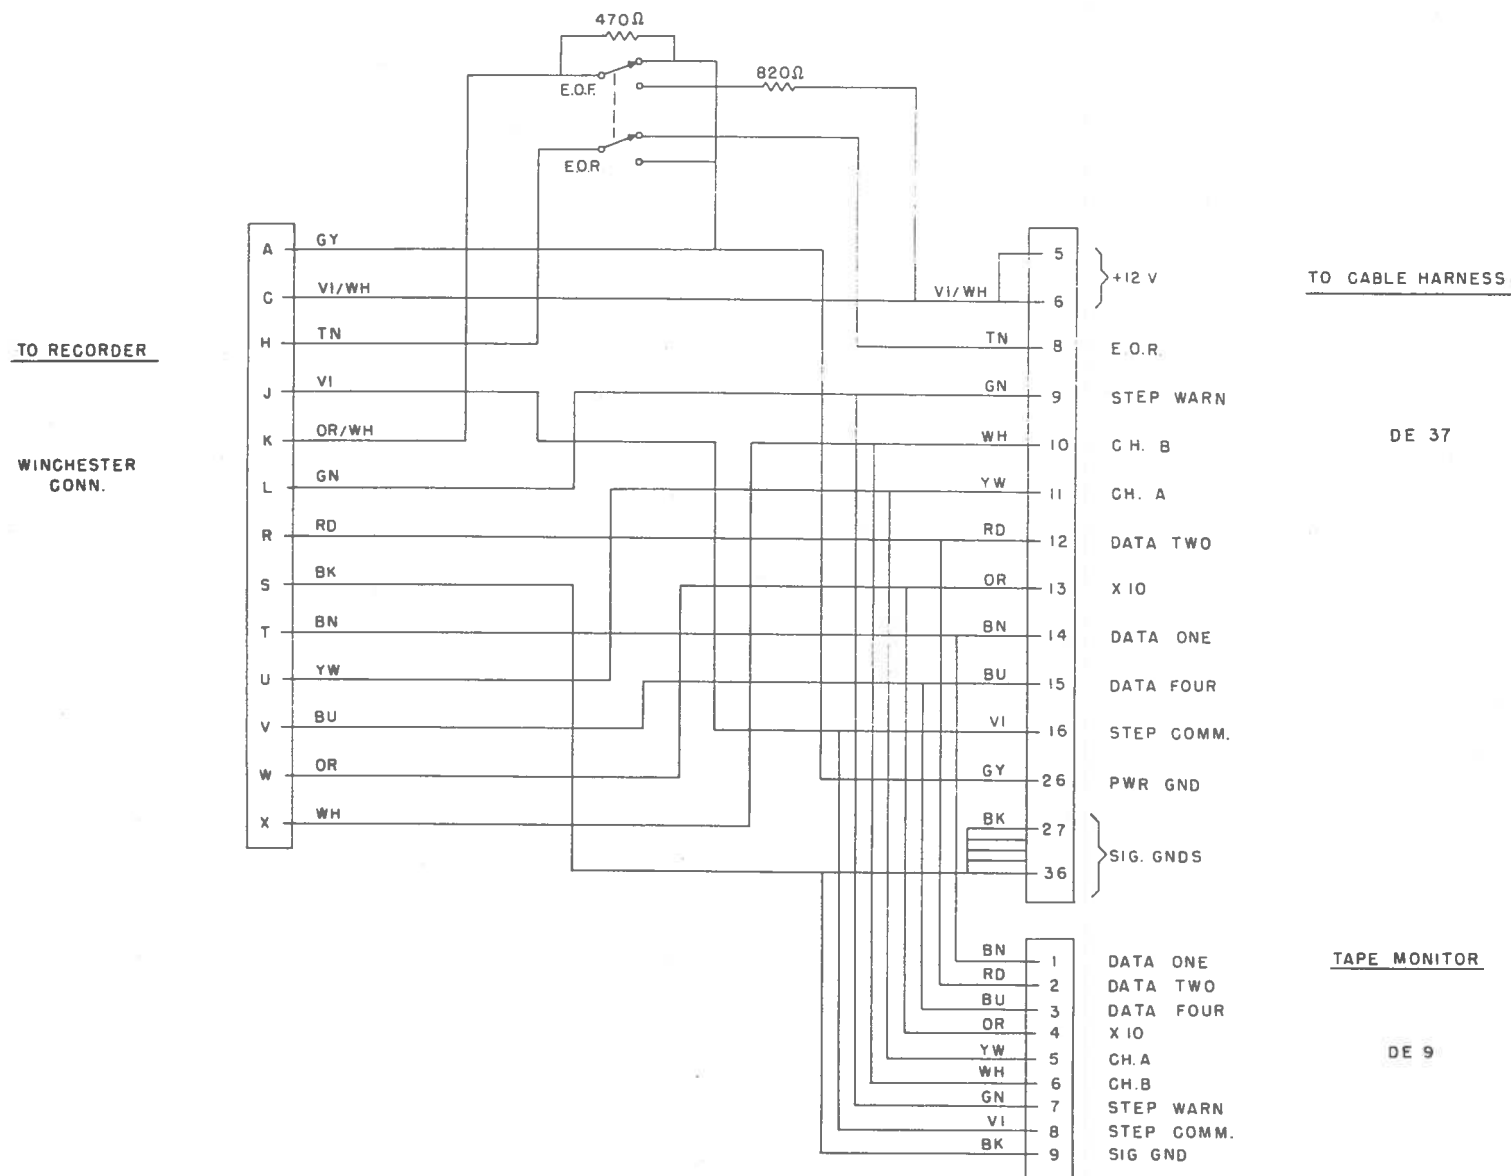 470Ω
820Ω
E.O.F.
E.O.R
TO RECORDER
WINCHESTER
CONN.
A GY
C VI/WH
H TN
J VI
K OR/WH
L GN
R RD
S BK
T BN
U YW
V BU
W OR
X WH
5
VI/WH 6
+12 V
TN 8 E.O.R.
GN 9 STEP WARN
WH 10 CH. B
YW 11 CH. A
RD 12 DATA TWO
OR 13 X10
BN 14 DATA ONE
BU 15 DATA FOUR
VI 16 STEP COMM.
GY 26 PWR GND
BK 27
36
SIG. GNDS
TO CABLE HARNESS
DE 37
BN 1 DATA ONE
RD 2 DATA TWO
BU 3 DATA FOUR
OR 4 X10
YW 5 CH.A
WH 6 CH.B
GN 7 STEP WARN
VI 8 STEP COMM.
BK 9 SIG GND
TAPE MONITOR
DE 9